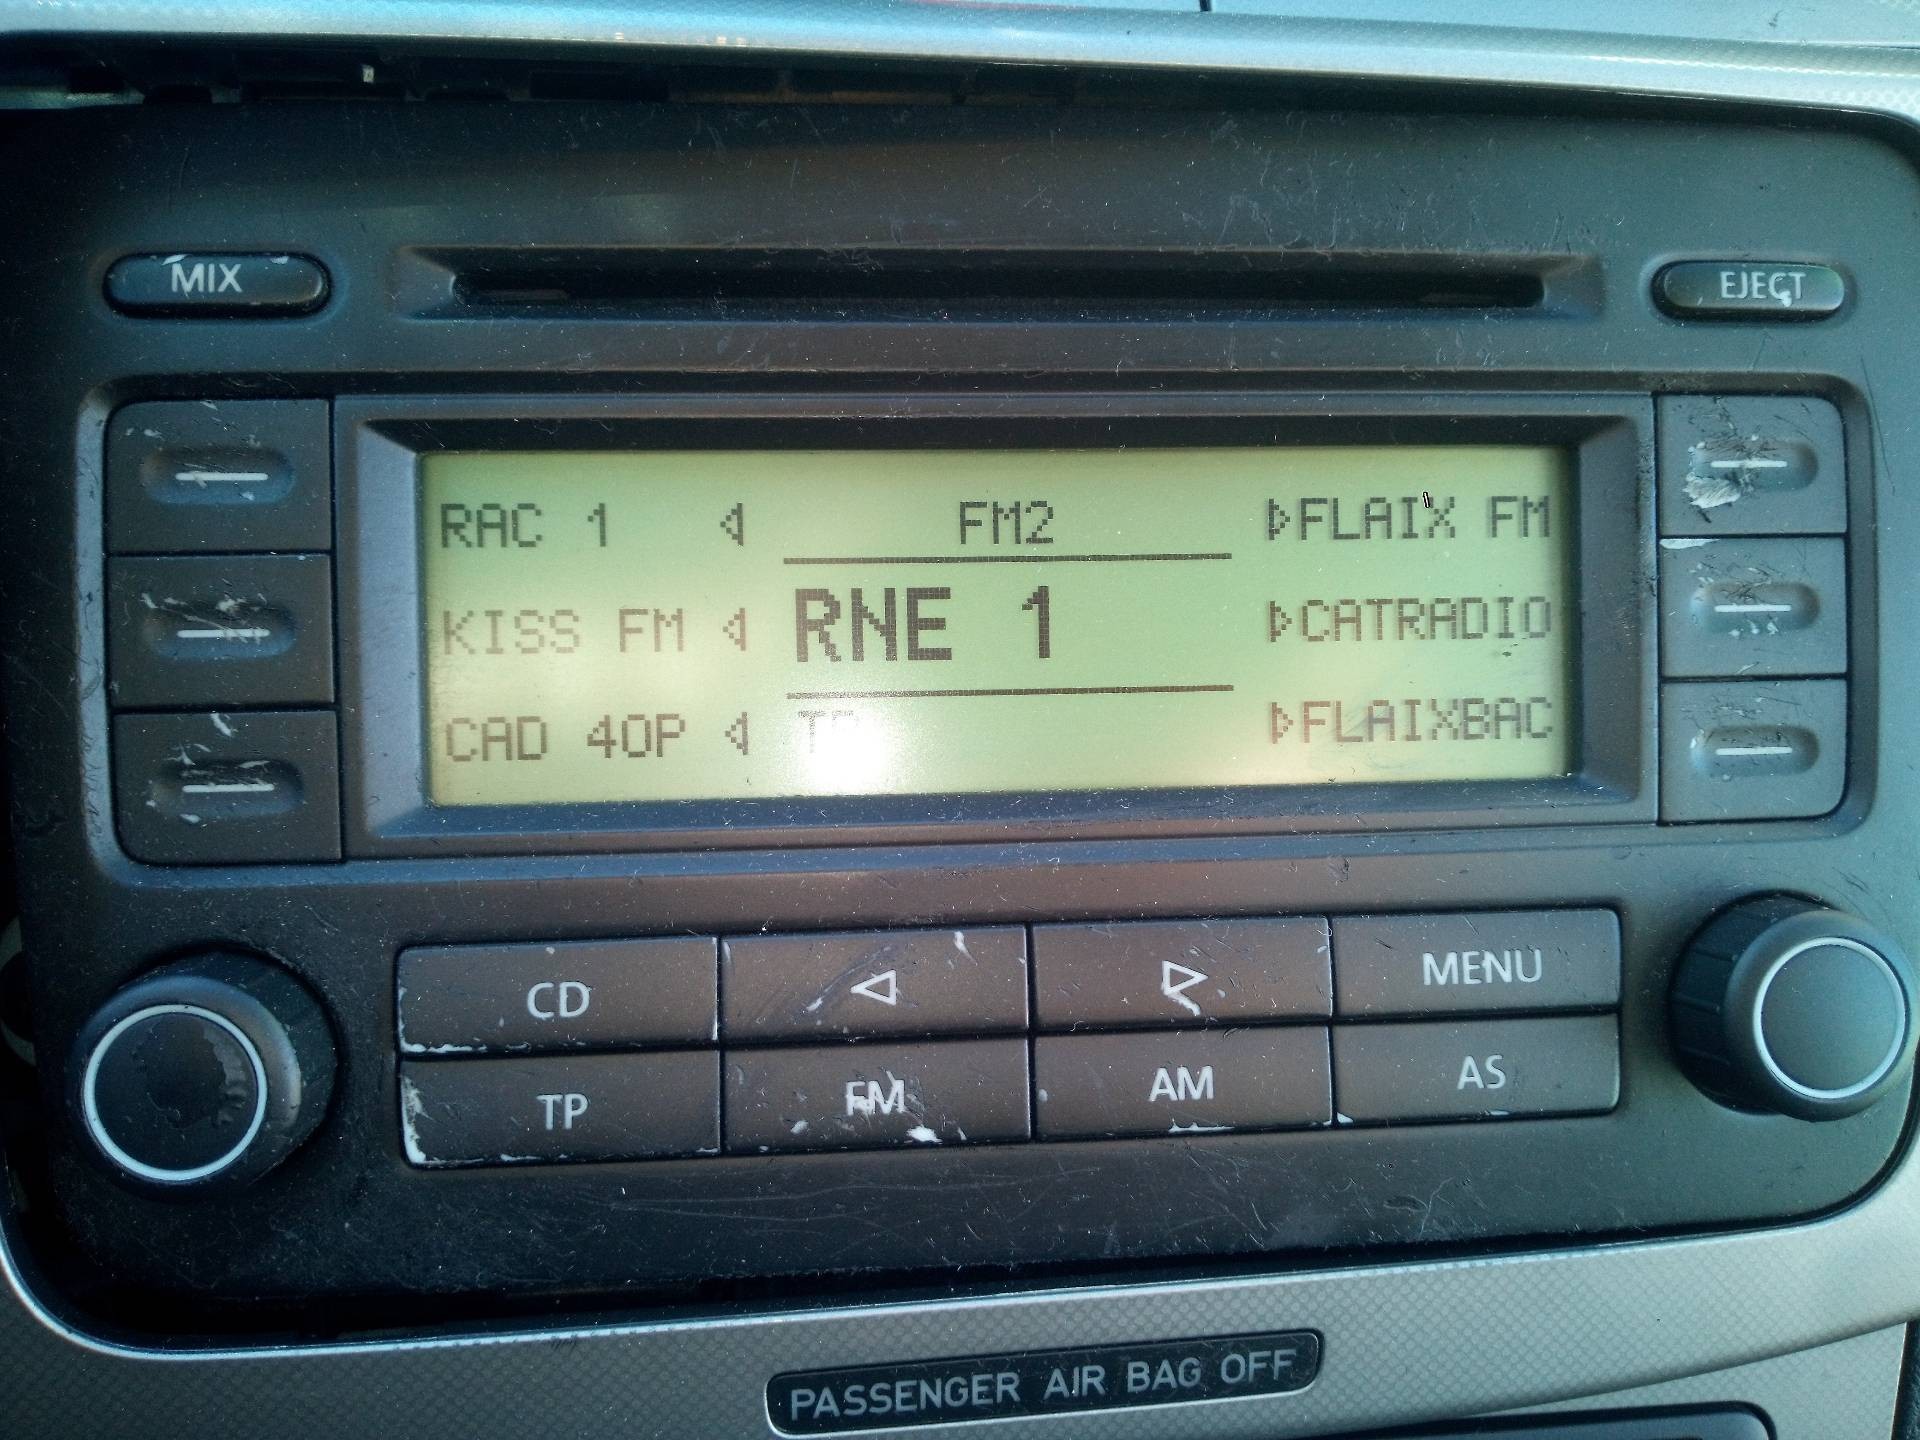 MIX
EJECT
RAC 1
FM2
FLAIX FM
KISS FM
RNE 1
CATRADIO
CAD 40P
TP
FLAIXBAC
CD
MENU
TP
FM
AM
AS
PASSENGER AIR BAG OFF